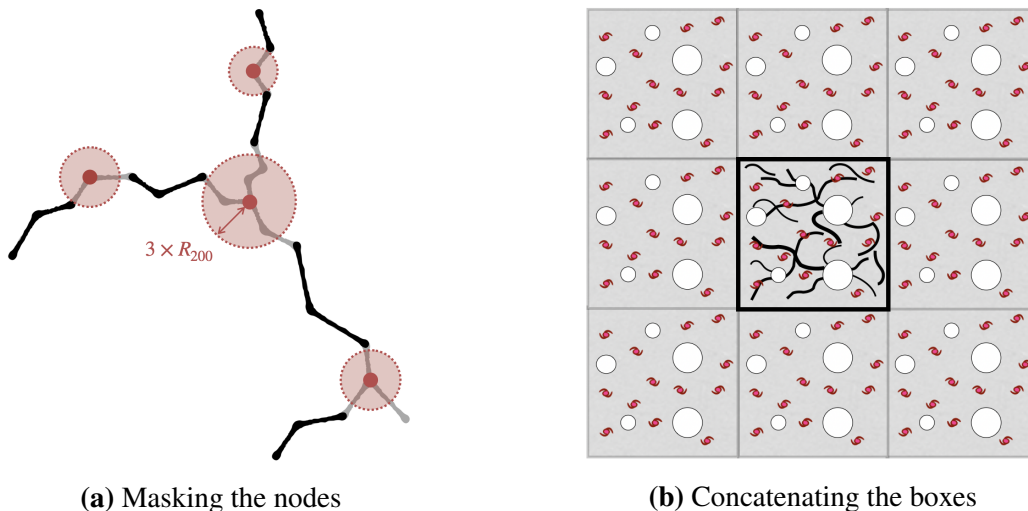 3 × R₂₀₀
(a) Masking the nodes
(b) Concatenating the boxes